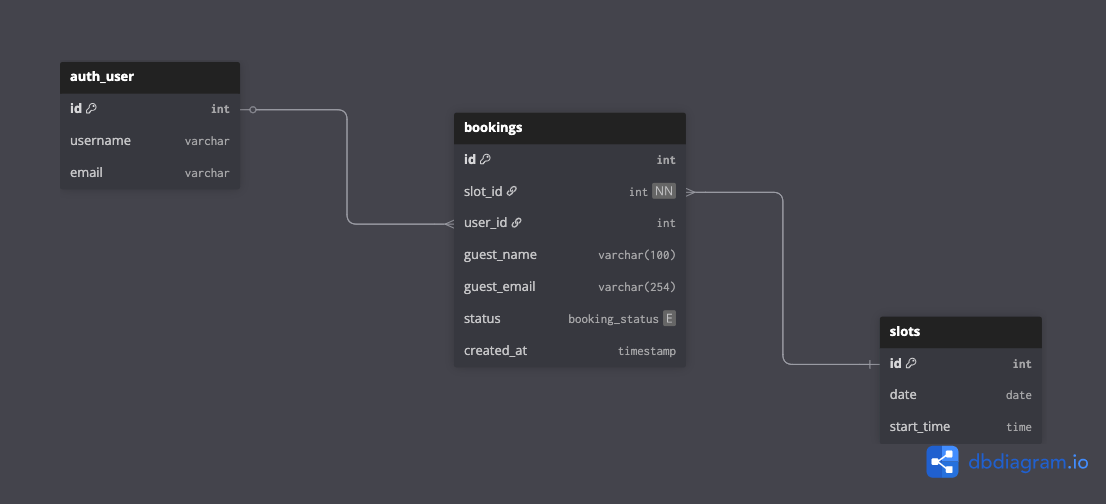 auth_user
id int
username varchar
email varchar
bookings
id int
slot_id int NN
user_id int
guest_name varchar(100)
guest_email varchar(254)
status booking_status E
created_at timestamp
slots
id int
date date
start_time time
dbdiagram.io